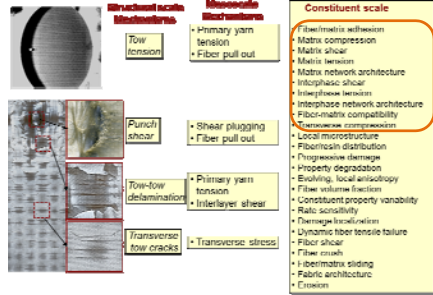 Structural scale
Mechanisms
Mesoscale
Mechanisms
Constituent scale
Tow
tension
• Primary yarn
tension
• Fiber pull out
Punch
shear
• Shear plugging
• Fiber pull out
Tow-tow
delamination
• Primary yarn
tension
• Interlayer shear
Transverse
tow cracks
• Transverse stress
• Fiber/matrix adhesion
• Matrix compression
• Matrix shear
• Matrix tension
• Matrix network architecture
• Interphase shear
• Interphase tension
• Interphase network architecture
• Fiber-matrix compatibility
• Transverse compression
• Local microstructure
• Fiber/resin distribution
• Progressive damage
• Property degradation
• Evolving, local anisotropy
• Fiber volume fraction
• Constituent property variability
• Rate sensitivity
• Damage localization
• Dynamic fiber tensile failure
• Fiber shear
• Fiber crush
• Fiber/matrix sliding
• Fabric architecture
• Erosion